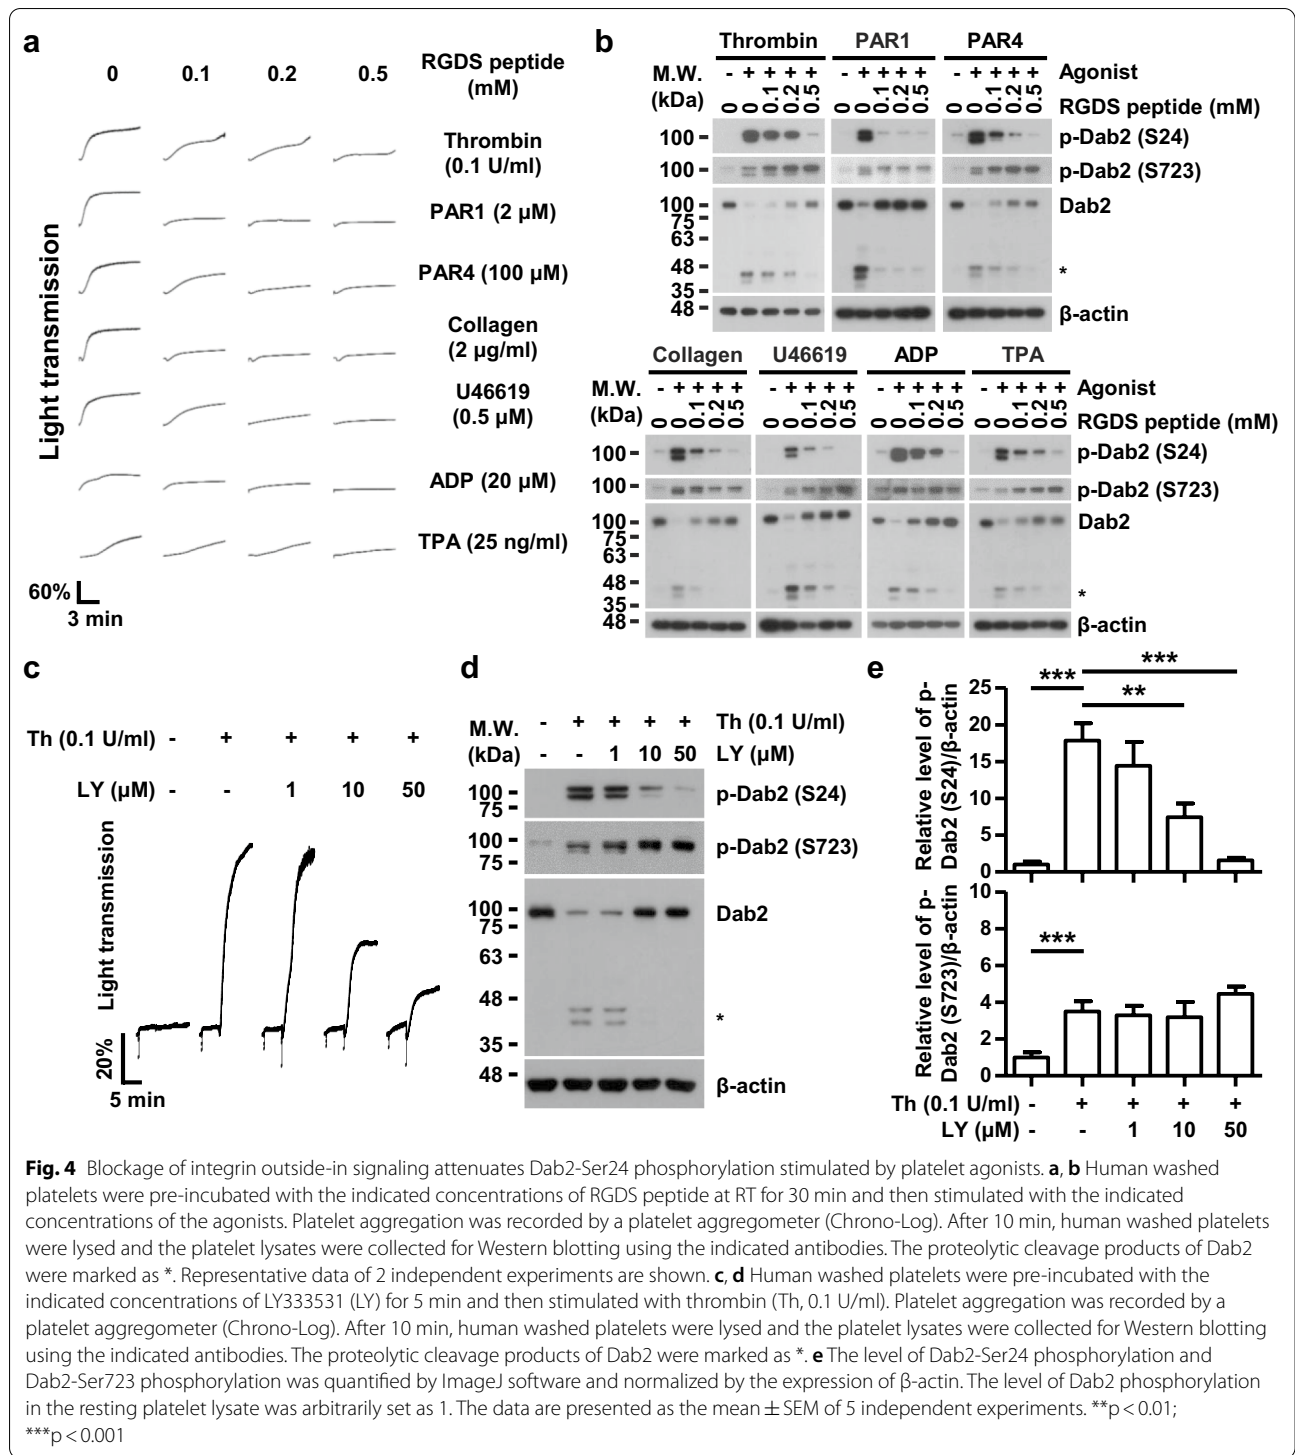 a
0 0.1 0.2 0.5 RGDS peptide (mM)
Light transmission
Thrombin (0.1 U/ml)
PAR1 (2 µM)
PAR4 (100 µM)
Collagen (2 µg/ml)
U46619 (0.5 µM)
ADP (20 µM)
TPA (25 ng/ml)
60%
3 min
b
Thrombin PAR1 PAR4
M.W. (kDa)
- + + + + - + + + + - + + + + Agonist
0 0 0.1 0.2 0.5 0 0 0.1 0.2 0.5 0 0 0.1 0.2 0.5 RGDS peptide (mM)
100 p-Dab2 (S24)
100 p-Dab2 (S723)
100 Dab2
75
63
48 *
35
48 β-actin
Collagen U46619 ADP TPA
M.W. (kDa)
- + + + + - + + + + - + + + + - + + + + Agonist
0 0 0.1 0.2 0.5 0 0 0.1 0.2 0.5 0 0 0.1 0.2 0.5 0 0 0.1 0.2 0.5 RGDS peptide (mM)
100 p-Dab2 (S24)
100 p-Dab2 (S723)
100 Dab2
75
63
48
35 *
48 β-actin
c
Th (0.1 U/ml) - + + + +
LY (µM) - - 1 10 50
Light transmission
20%
5 min
d
M.W. (kDa)
- + + + + Th (0.1 U/ml)
- - 1 10 50 LY (µM)
100 p-Dab2 (S24)
75
100 p-Dab2 (S723)
75
100 Dab2
75
63
48
*
35
48 β-actin
e
Relative level of p-
Dab2 (S24)/β-actin
25
20
15
10
5
0
***
**
***
Relative level of p-
Dab2 (S723)/β-actin
10
8
6
4
2
0
***
Th (0.1 U/ml) - + + + +
LY (µM) - - 1 10 50
Fig. 4 Blockage of integrin outside-in signaling attenuates Dab2-Ser24 phosphorylation stimulated by platelet agonists. a, b Human washed
platelets were pre-incubated with the indicated concentrations of RGDS peptide at RT for 30 min and then stimulated with the indicated
concentrations of the agonists. Platelet aggregation was recorded by a platelet aggregometer (Chrono-Log). After 10 min, human washed platelets
were lysed and the platelet lysates were collected for Western blotting using the indicated antibodies. The proteolytic cleavage products of Dab2
were marked as *. Representative data of 2 independent experiments are shown. c, d Human washed platelets were pre-incubated with the
indicated concentrations of LY333531 (LY) for 5 min and then stimulated with thrombin (Th, 0.1 U/ml). Platelet aggregation was recorded by a
platelet aggregometer (Chrono-Log). After 10 min, human washed platelets were lysed and the platelet lysates were collected for Western blotting
using the indicated antibodies. The proteolytic cleavage products of Dab2 were marked as *. e The level of Dab2-Ser24 phosphorylation and
Dab2-Ser723 phosphorylation was quantified by ImageJ software and normalized by the expression of β-actin. The level of Dab2 phosphorylation
in the resting platelet lysate was arbitrarily set as 1. The data are presented as the mean ± SEM of 5 independent experiments. **p < 0.01;
***p < 0.001